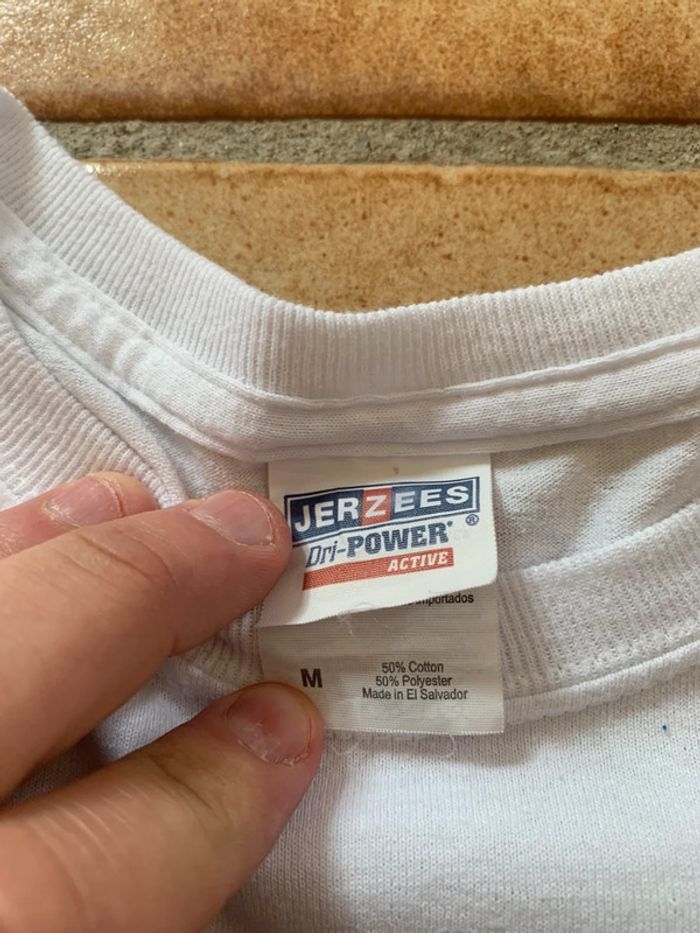 JERZEES
®
Dri-POWER®
ACTIVE
M
50% Cotton
50% Polyester
Made in El Salvador